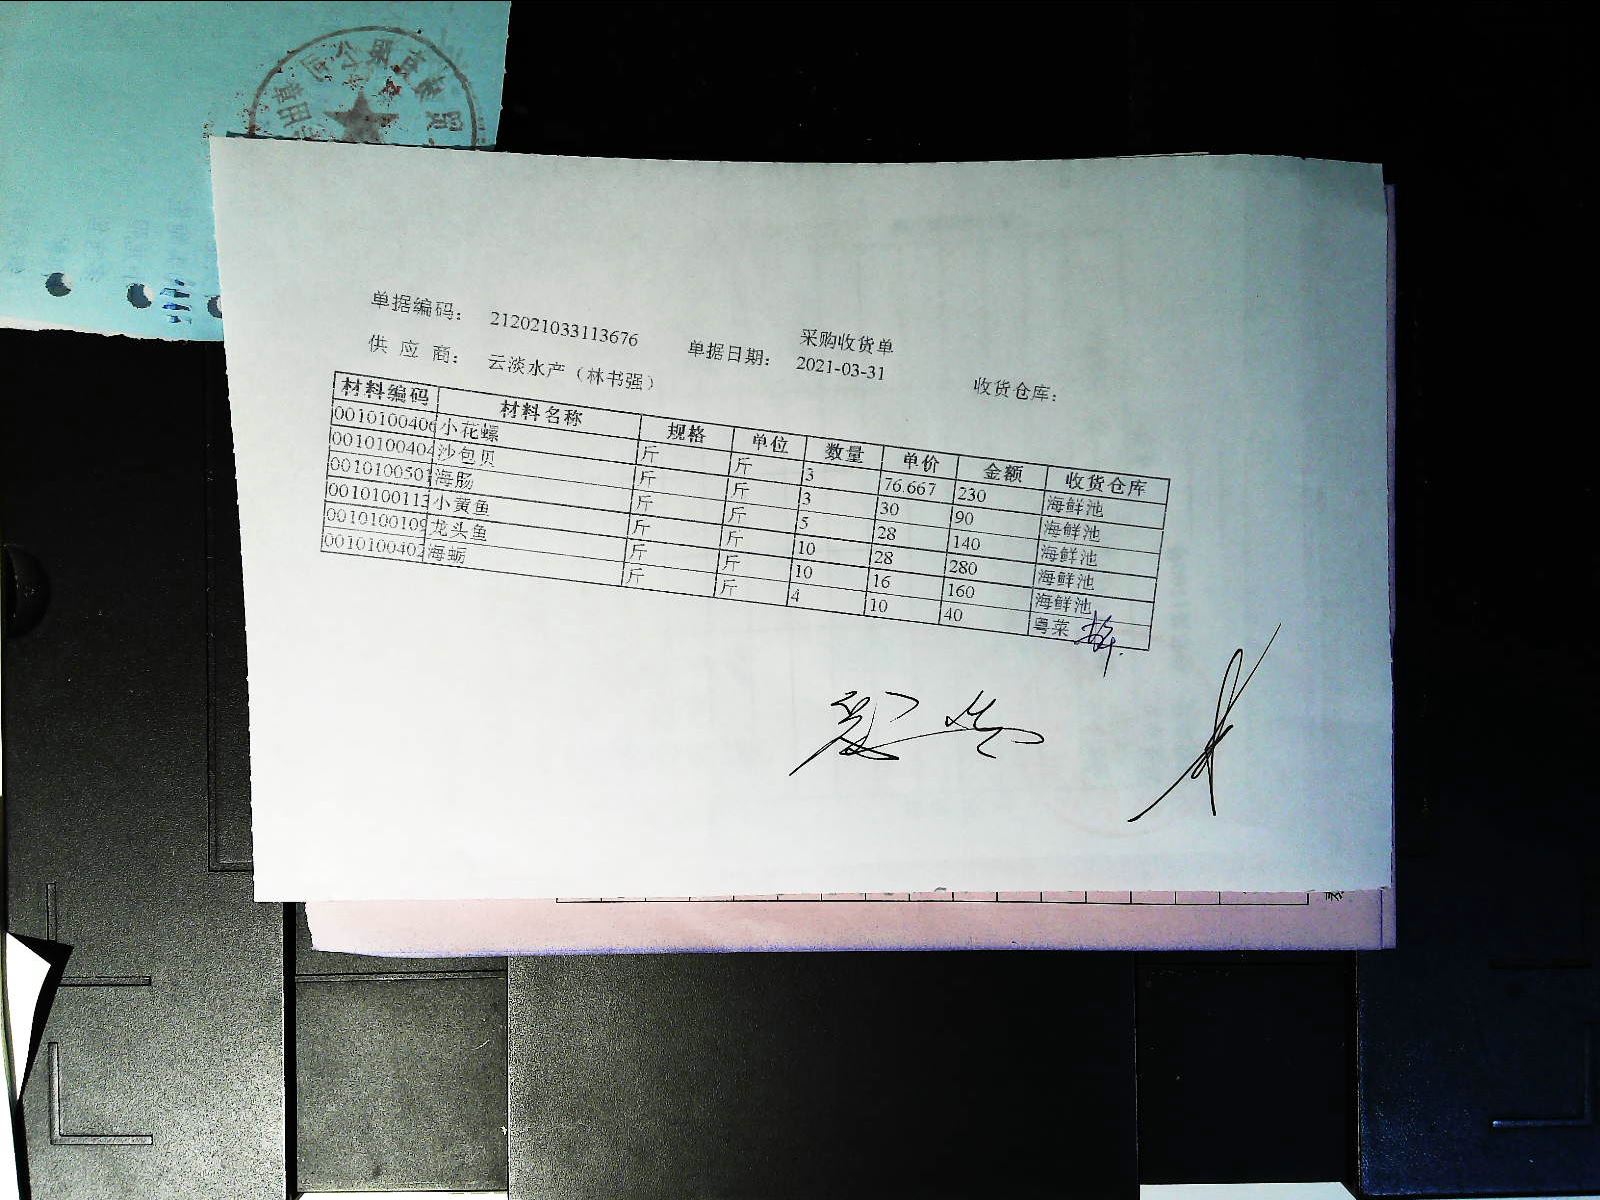 采购收货单
单据编码： 212021033113676 单据日期： 2021-03-31 收货仓库：
供 应 商： 云淡水产（林书强）
材料编码 材料名称 规格 单位 数量 单价 金额 收货仓库
0010100406 小花螺 斤 斤 3 76.667 230 海鲜池
0010100404 沙包贝 斤 斤 3 30 90 海鲜池
001010050 海肠 斤 斤 5 28 140 海鲜池
0010100113 小黄鱼 斤 斤 10 28 280 海鲜池
0010100109 龙头鱼 斤 斤 10 16 160 海鲜池
0010100402 海蛎 斤 斤 4 10 40 粤菜